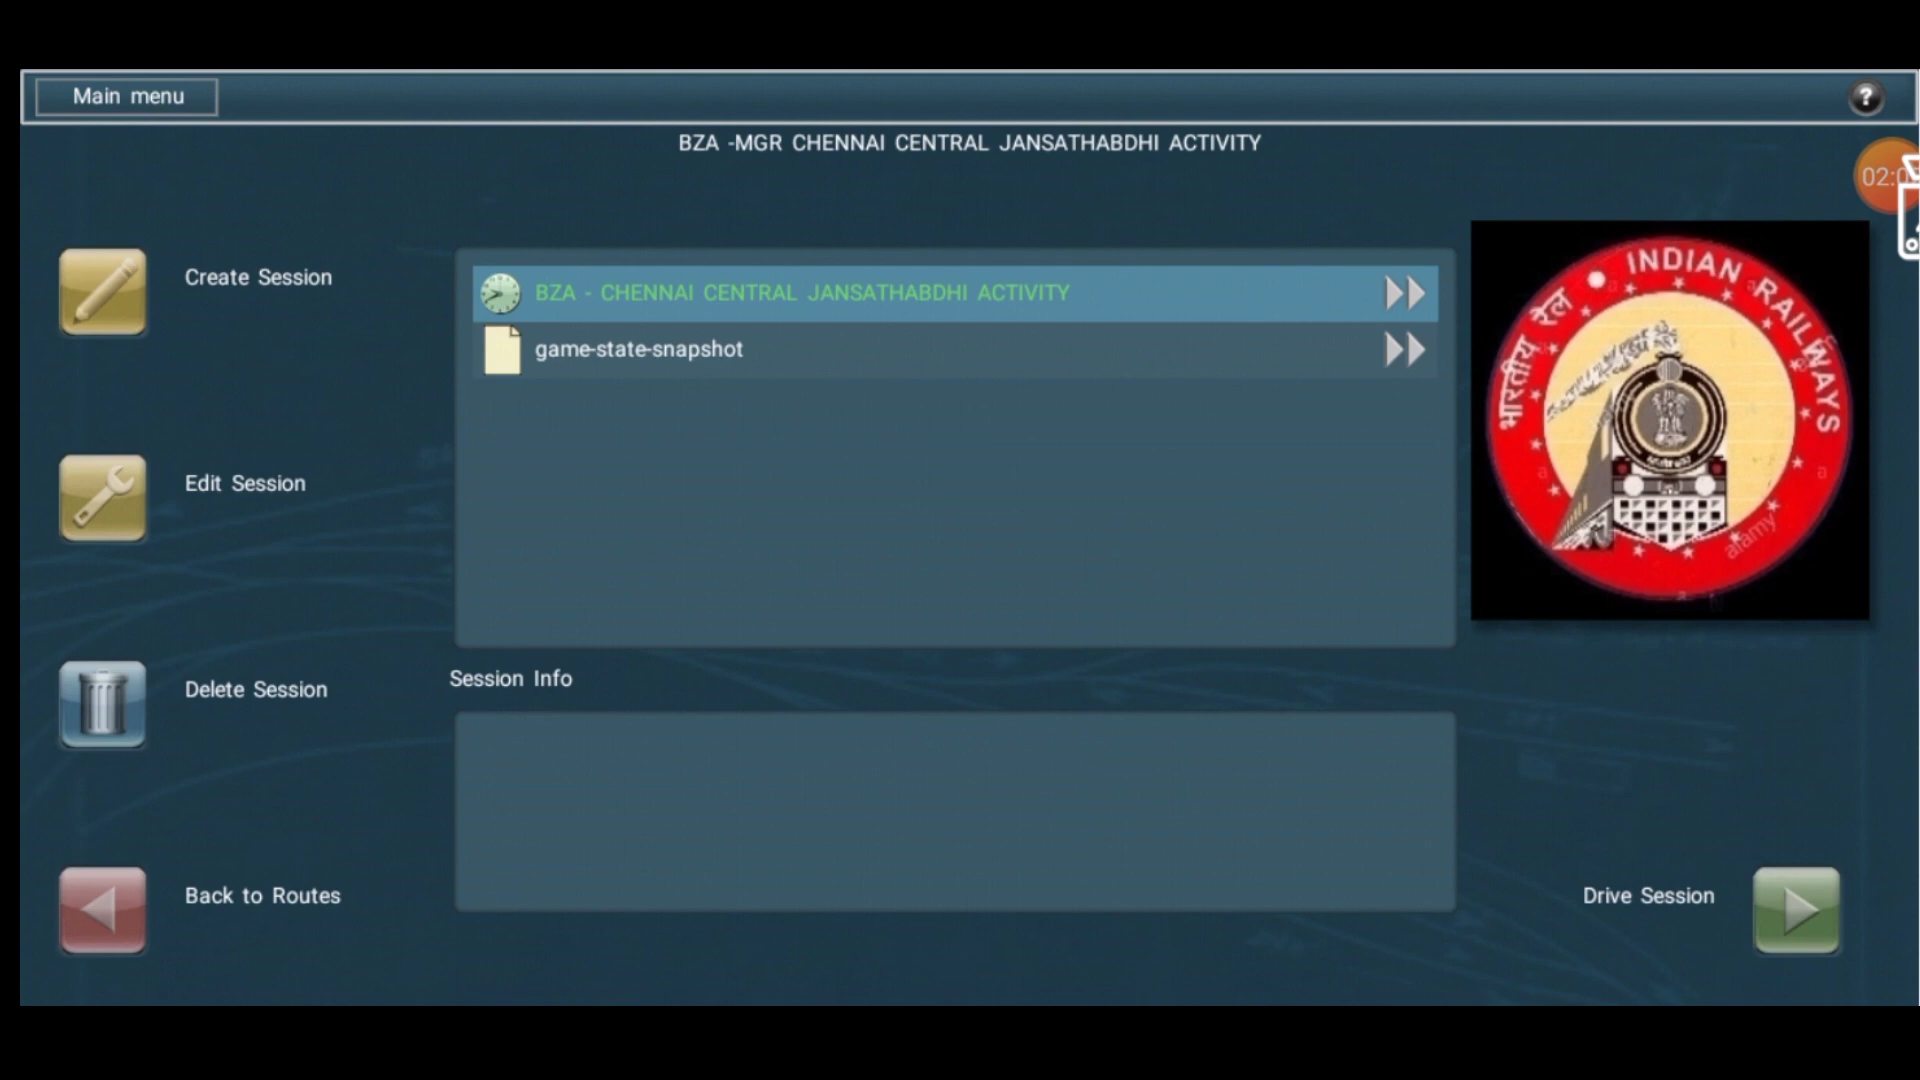 Main menu
?
BZA -MGR CHENNAI CENTRAL JANSATHABDHI ACTIVITY
Create Session
BZA - CHENNAI CENTRAL JANSATHABDHI ACTIVITY
game-state-snapshot
भारतीय रेल
INDIAN RAILWAYS
alamy
Edit Session
Delete Session
Session Info
Back to Routes
Drive Session